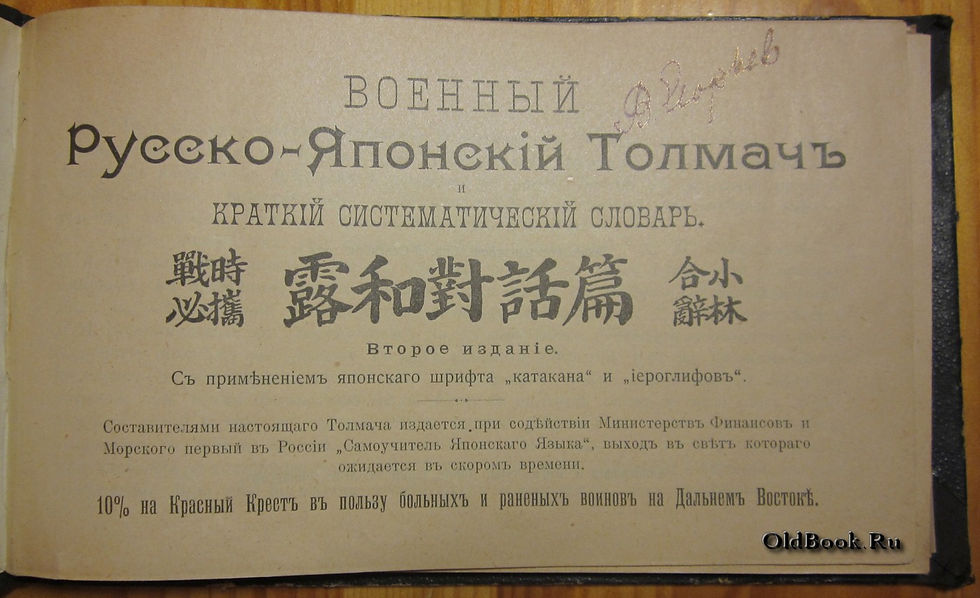 ВОЕННЫЙ
Русско-Японскій Толмачъ
и
КРАТКІЙ СИСТЕМАТИЧЕСКІЙ СЛОВАРЬ.
戰時
必攜
露和對話篇
合小
辭林
Второе изданіе.
Съ примѣненіемъ японскаго шрифта „катакана“ и „іероглифовъ“.
Составителями настоящаго Толмача издается при содѣйствіи Министерствъ Финансовъ и
Морского первый въ Россіи „Самоучитель Японскаго Языка“, выходъ въ свѣтъ котораго
ожидается въ скоромъ времени.
10% на Красный Крестъ въ пользу больныхъ и раненыхъ воиновъ на Дальнемъ Востокѣ.
OldBook.Ru